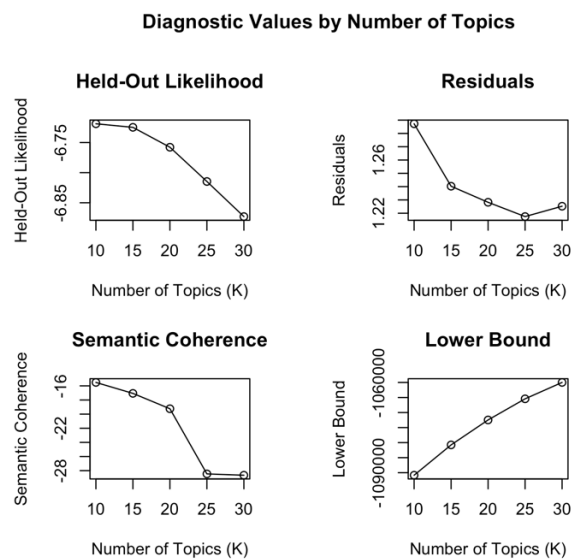 Diagnostic Values by Number of Topics
Held-Out Likelihood
Held-Out Likelihood
-6.75
-6.85
10 15 20 25 30
Number of Topics (K)
Residuals
Residuals
1.26
1.22
10 15 20 25 30
Number of Topics (K)
Semantic Coherence
Semantic Coherence
-16
-22
-28
10 15 20 25 30
Number of Topics (K)
Lower Bound
Lower Bound
-1060000
-1090000
10 15 20 25 30
Number of Topics (K)